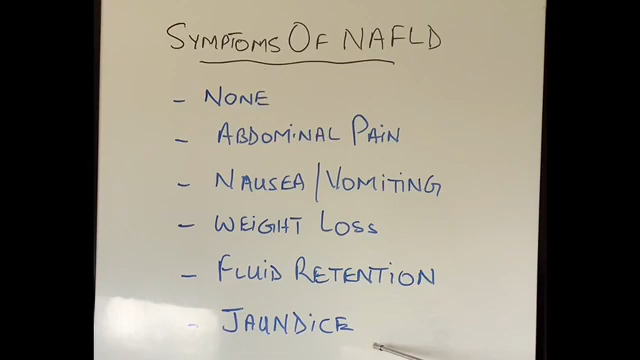 SYMPTOMS OF NAFLD
- NONE
- ABDOMINAL PAIN
- NAUSEA/VOMITING
- WEIGHT LOSS
- FLUID RETENTION
- JAUNDICE